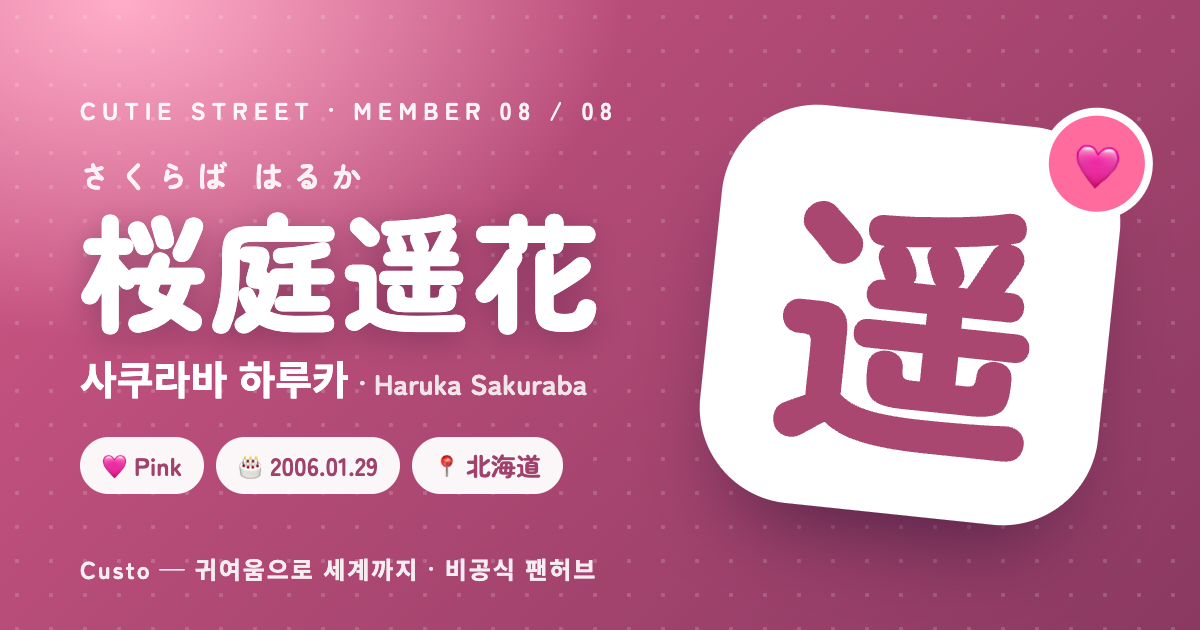 CUTIE STREET · MEMBER 08 / 08
さくらば はるか
桜庭遥花
사쿠라바 하루카 · Haruka Sakuraba
🩷 Pink
🎂 2006.01.29
📍 北海道
Custo — 귀여움으로 세계까지 · 비공식 팬허브
遥